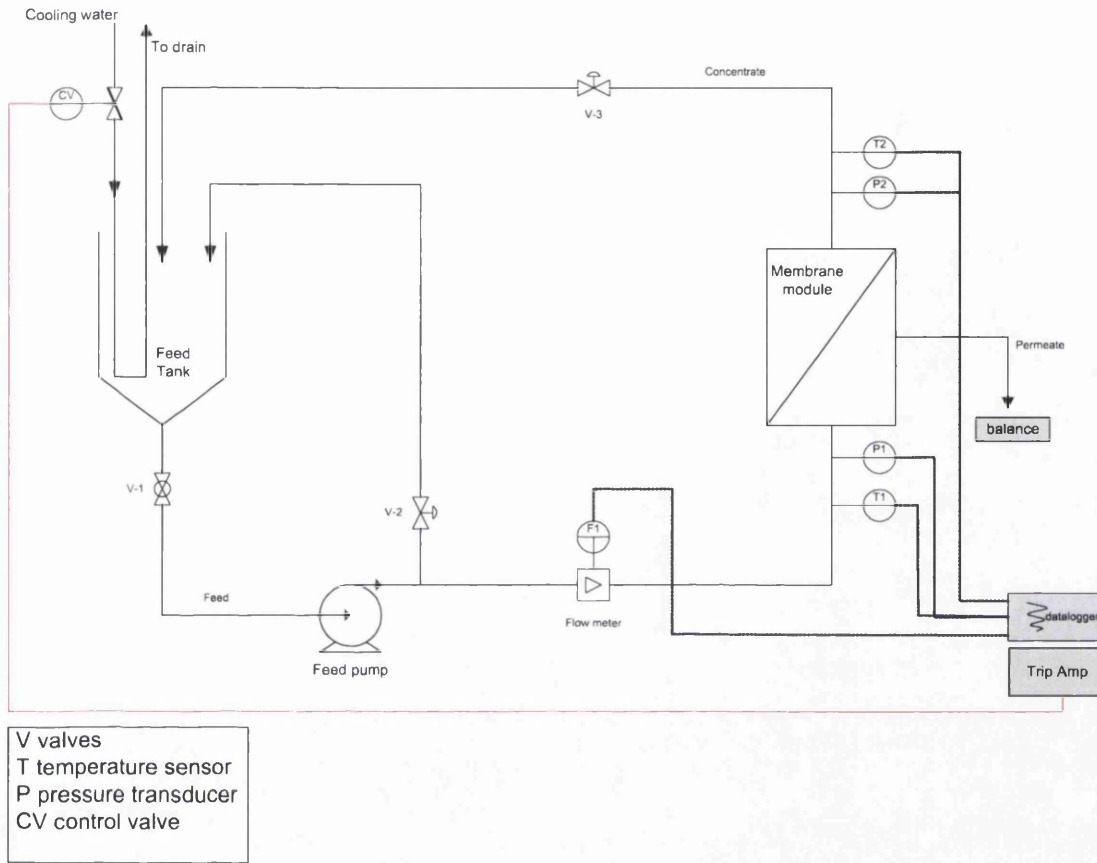 Cooling water
To drain
CV
V-3
Concentrate
T2
P2
Membrane
module
Feed
Tank
Permeate
balance
V-1
V-2
P1
T1
F1
Feed
Flow meter
Feed pump
datalogger
Trip Amp
V valves
T temperature sensor
P pressure transducer
CV control valve